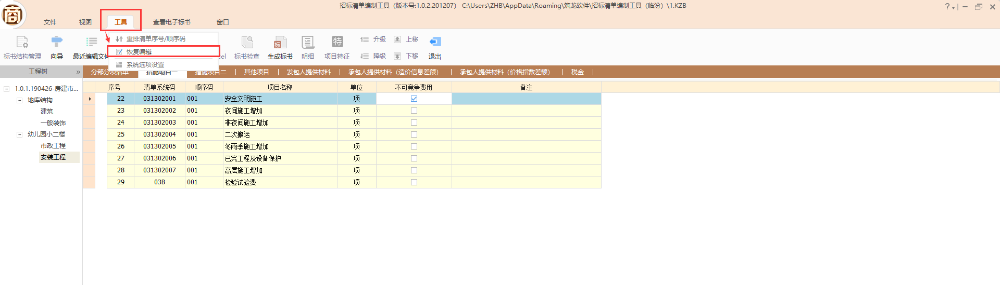 招标清单编制工具（版本号:1.0.2.201207） C:\Users\ZHB\AppData\Roaming\筑龙软件\招标清单编制工具（临汾）\1.KZB
商
文件 视图 工具 查看电子标书 窗口
重排清单序号/顺序码
恢复编辑
系统选项设置
标书结构管理 向导 最近编辑文件 cel 标书检查 生成标书 明细 特 项目特征
升级 上移
降级 下移
退出
工程树 »
分部分项清单 措施项目一 措施项目二 其他项目 发包人提供材料 承包人提供材料（造价信息差额） 承包人提供材料（价格指数差额） 税金
1.0.1.190426-房建市...
地库结构
建筑
一般装饰
幼儿园小二楼
市政工程
安装工程
序号 清单系统码 顺序码 项目名称 单位 不可竞争费用 备注
22 031302001 001 安全文明施工 项
23 031302002 001 夜间施工增加 项
24 031302003 001 非夜间施工增加 项
25 031302004 001 二次搬运 项
26 031302005 001 冬雨季施工增加 项
27 031302006 001 已完工程及设备保护 项
28 031302007 001 高层施工增加 项
29 03B 001 检验试验费 项